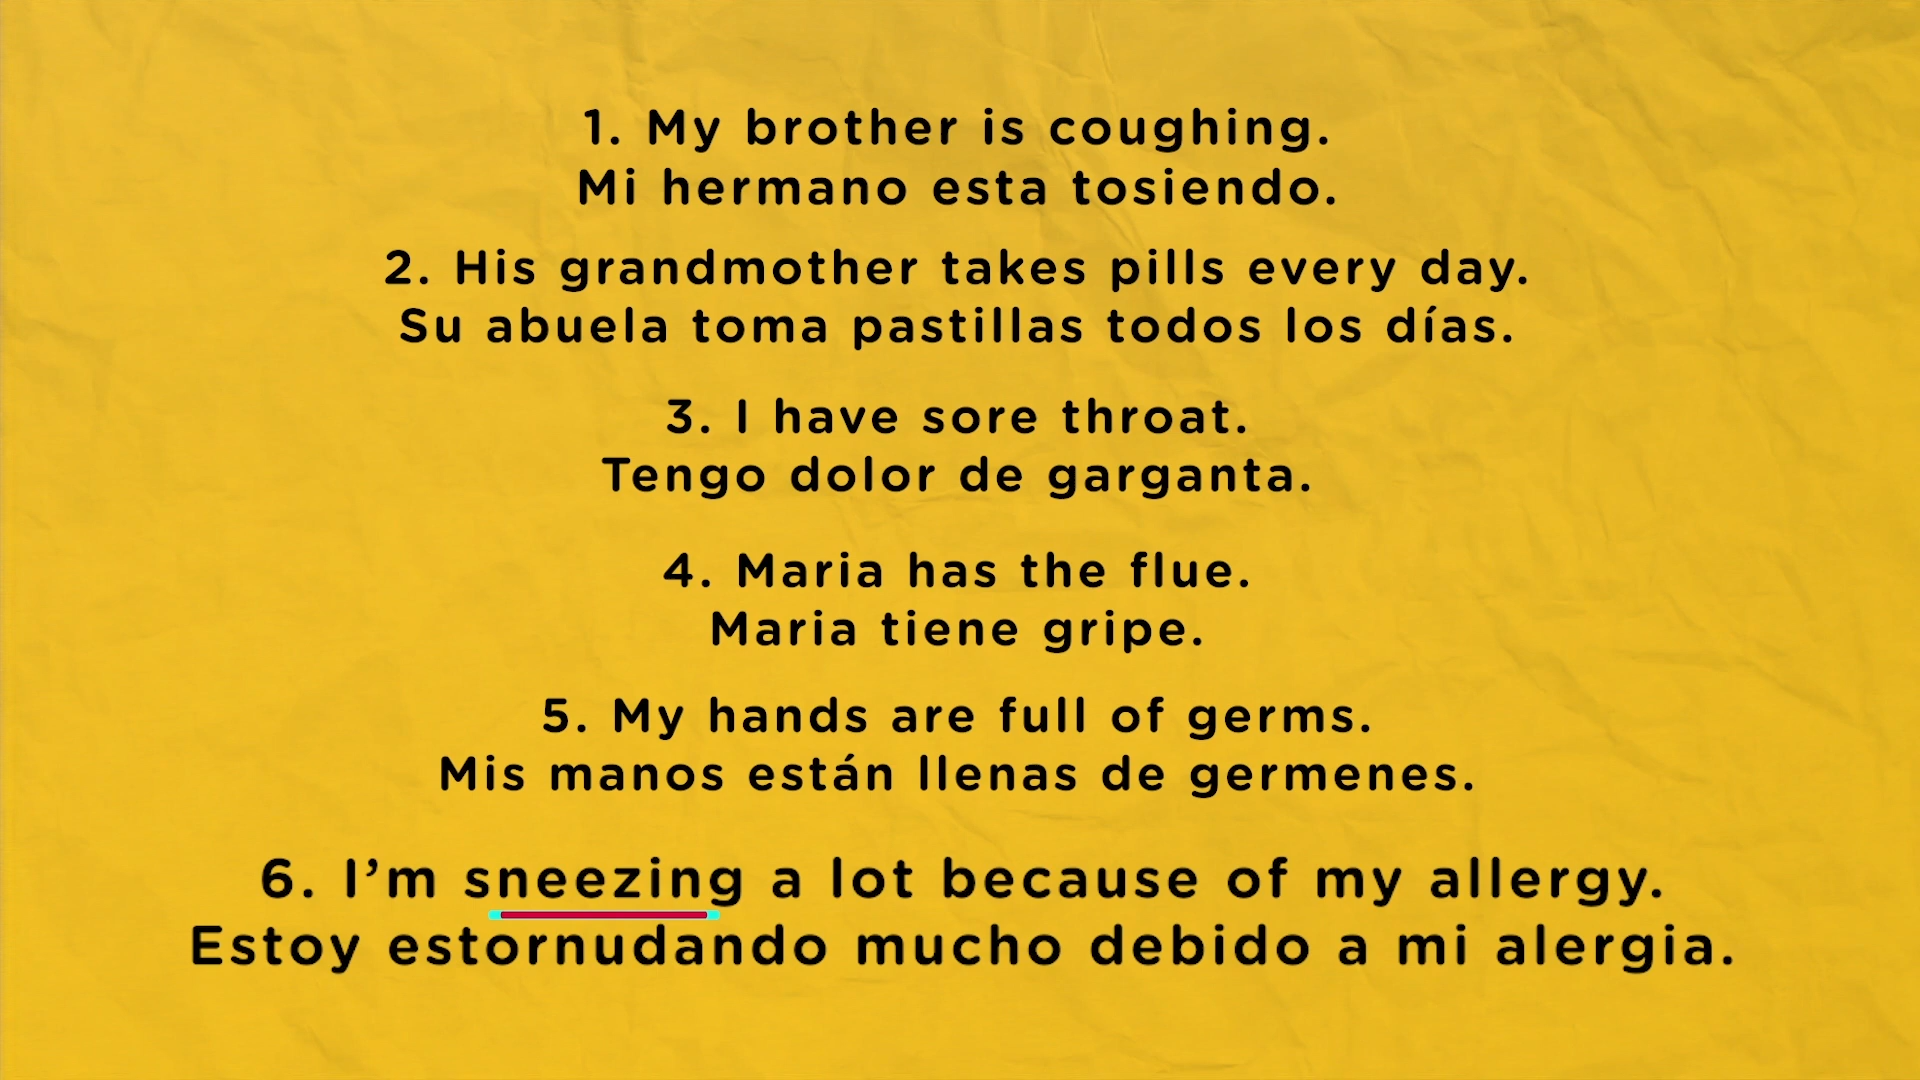 1. My brother is coughing.
Mi hermano esta tosiendo.
2. His grandmother takes pills every day.
Su abuela toma pastillas todos los días.
3. I have sore throat.
Tengo dolor de garganta.
4. Maria has the flue.
Maria tiene gripe.
5. My hands are full of germs.
Mis manos están llenas de germenes.
6. I’m sneezing a lot because of my allergy.
Estoy estornudando mucho debido a mi alergia.